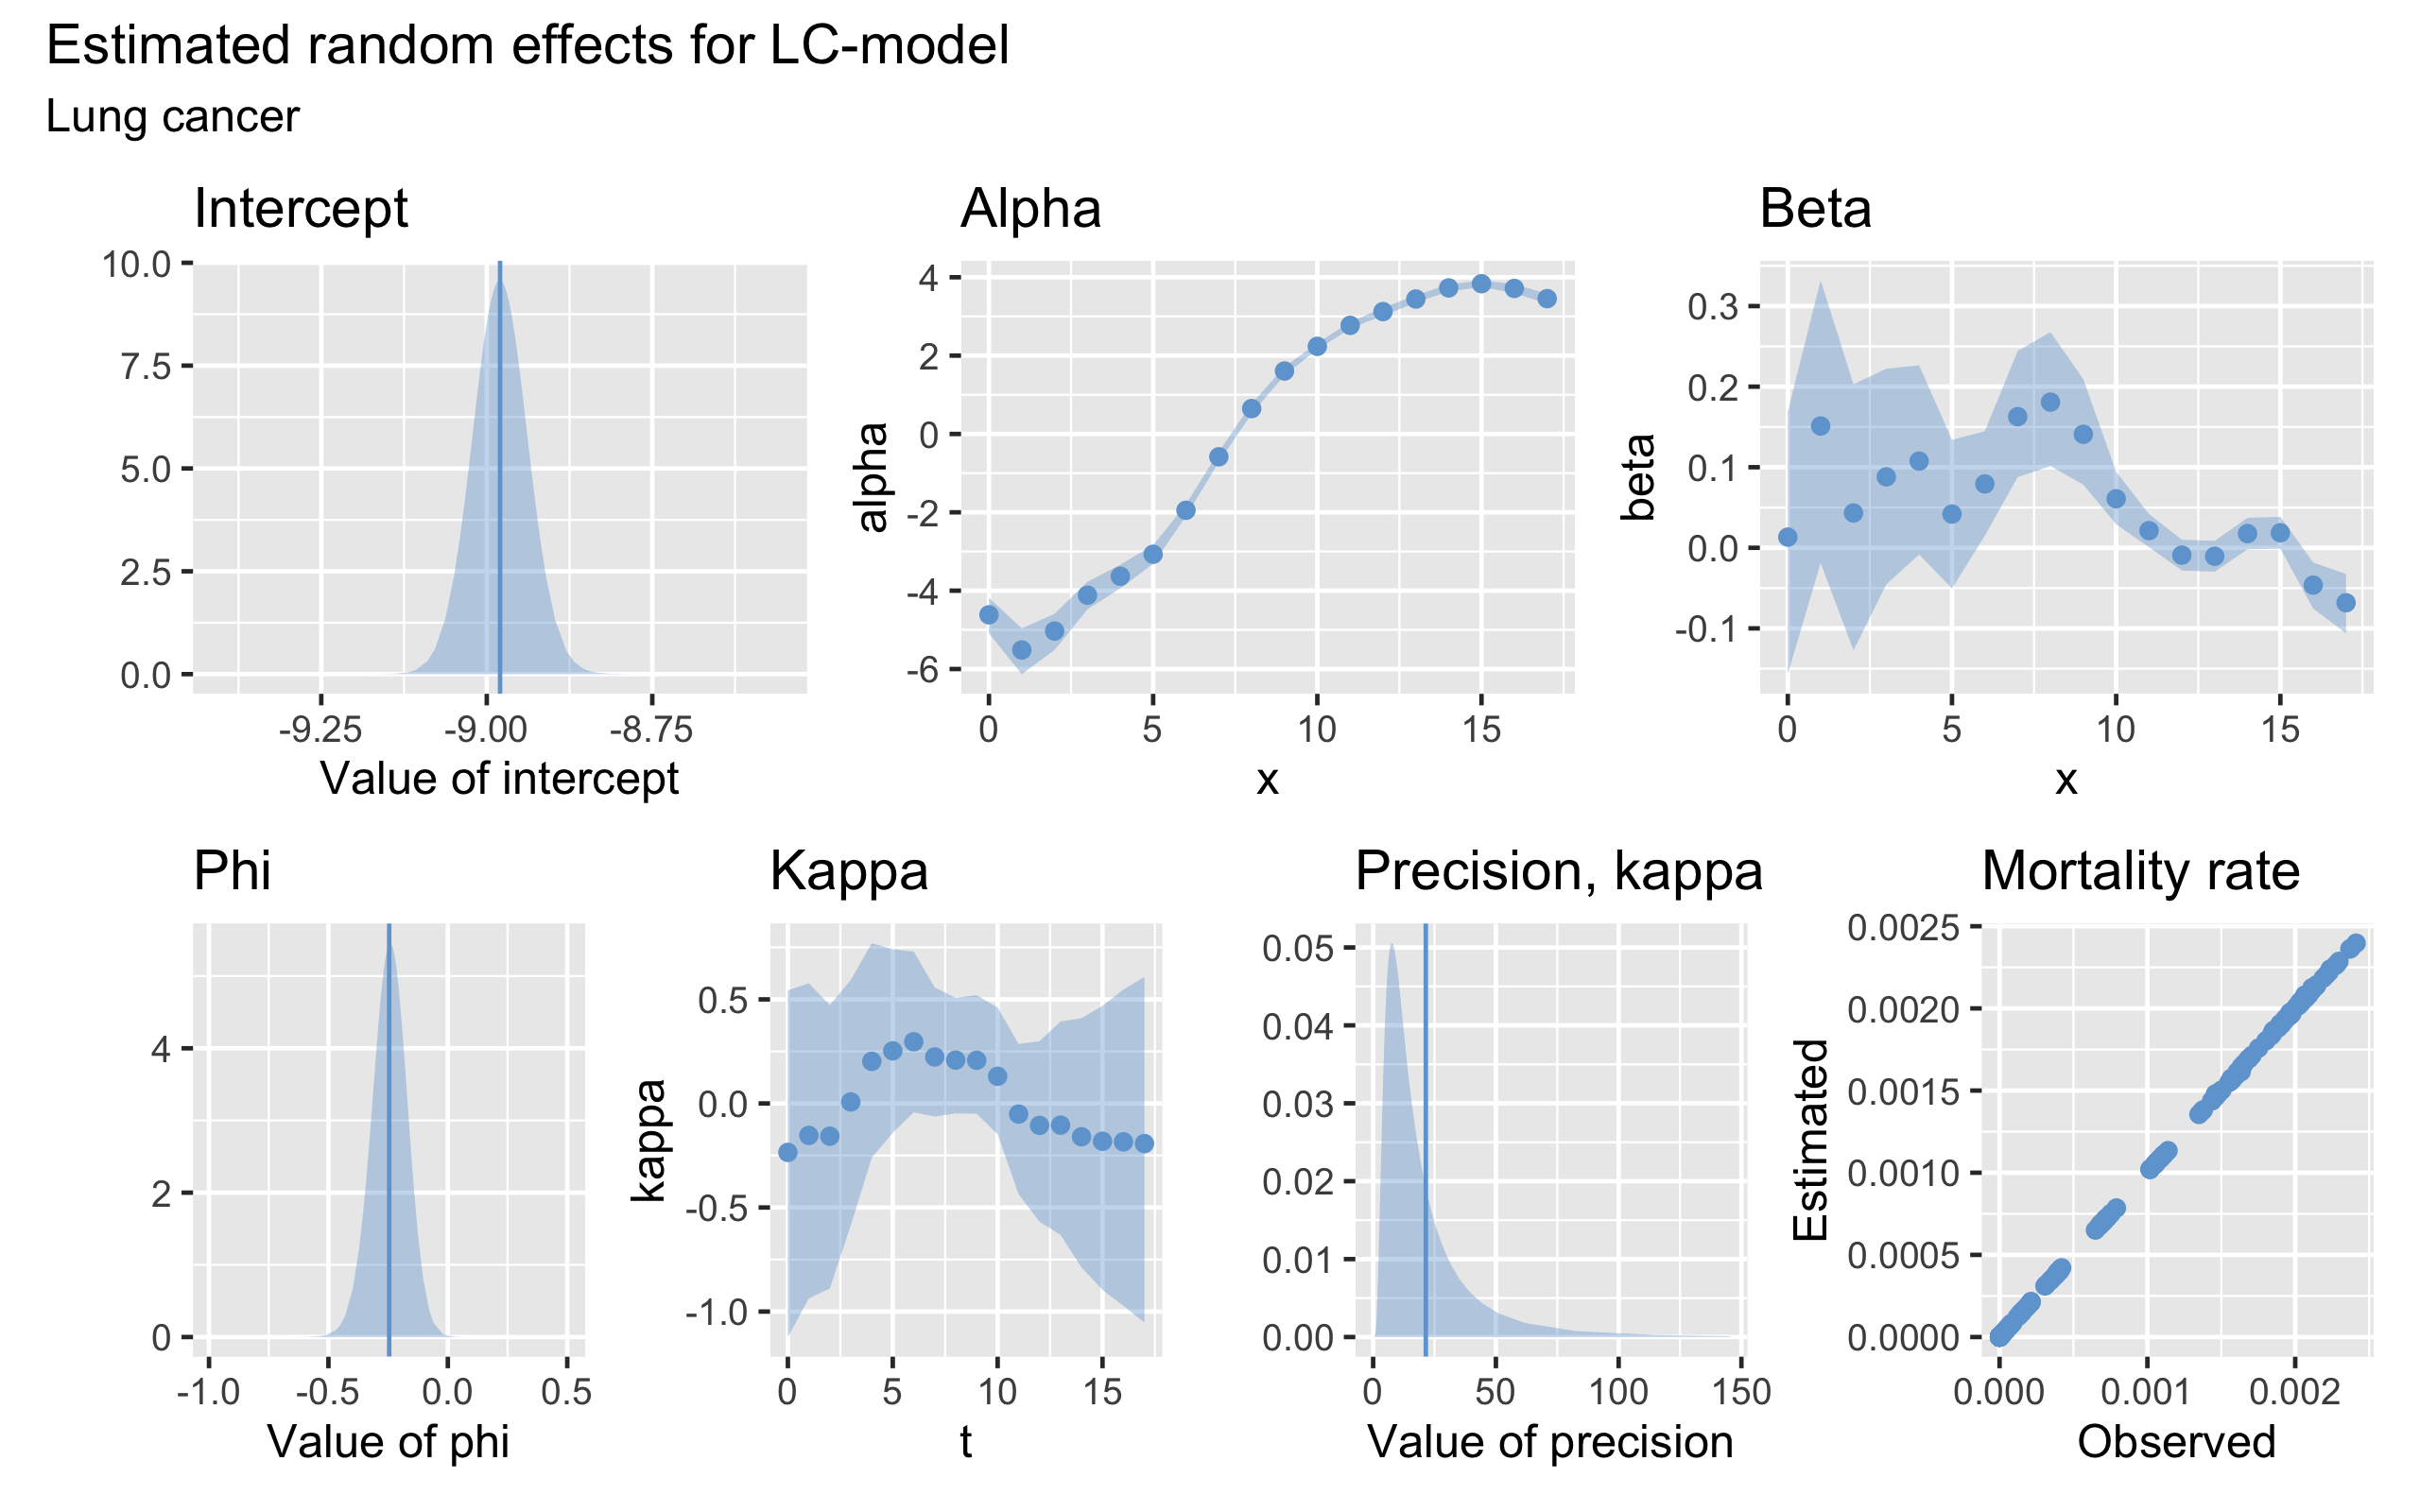 Estimated random effects for LC-model
Lung cancer
Intercept
10.0
7.5
5.0
2.5
0.0
-9.25 -9.00 -8.75
Value of intercept
Alpha
alpha
4
2
0
-2
-4
-6
0 5 10 15
x
Beta
beta
0.3
0.2
0.1
0.0
-0.1
0 5 10 15
x
Phi
4
2
0
-1.0 -0.5 0.0 0.5
Value of phi
Kappa
kappa
0.5
0.0
-0.5
-1.0
0 5 10 15
t
Precision, kappa
0.05
0.04
0.03
0.02
0.01
0.00
0 50 100 150
Value of precision
Mortality rate
Estimated
0.0025
0.0020
0.0015
0.0010
0.0005
0.0000
0.000 0.001 0.002
Observed